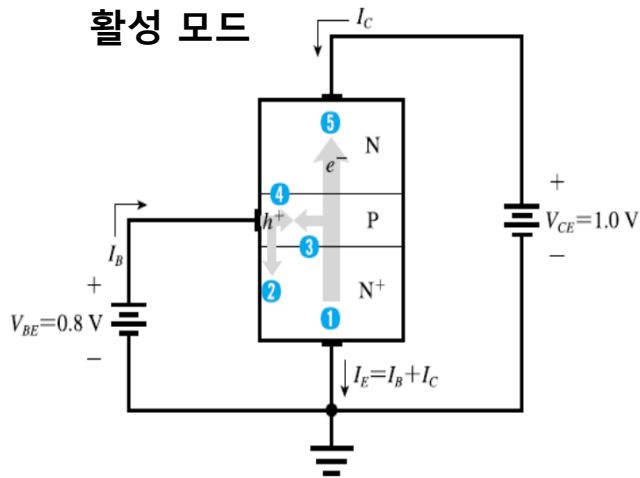 활성 모드
I_C
5
N
e⁻
4
h⁺
P
3
I_B
2
N⁺
1
+
V_CE=1.0 V
−
+
V_BE=0.8 V
−
I_E=I_B+I_C